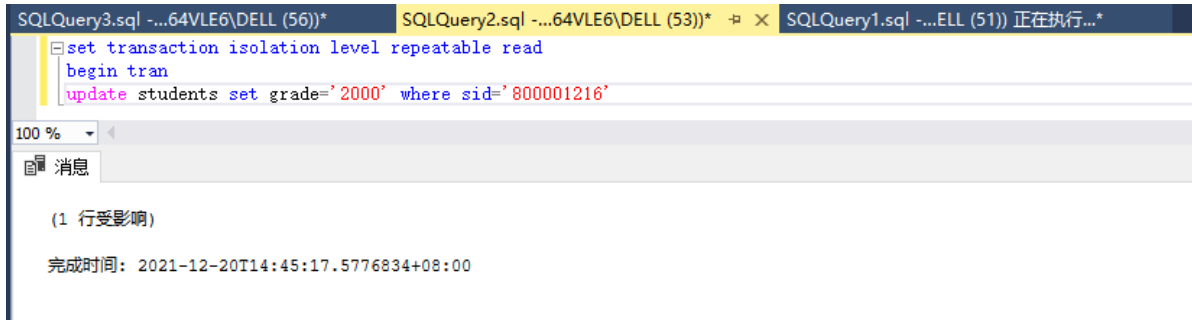 SQLQuery3.sql -...64VLE6\DELL (56))* SQLQuery2.sql -...64VLE6\DELL (53))* SQLQuery1.sql -...ELL (51)) 正在执行...*
set transaction isolation level repeatable read
begin tran
update students set grade='2000' where sid='800001216'
100 %
消息
(1 行受影响)
完成时间: 2021-12-20T14:45:17.5776834+08:00